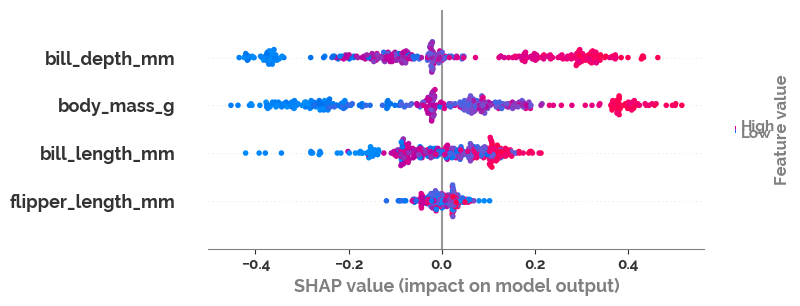 bill_depth_mm
body_mass_g
bill_length_mm
flipper_length_mm
−0.4
−0.2
0.0
0.2
0.4
SHAP value (impact on model output)
High
Low
Feature value